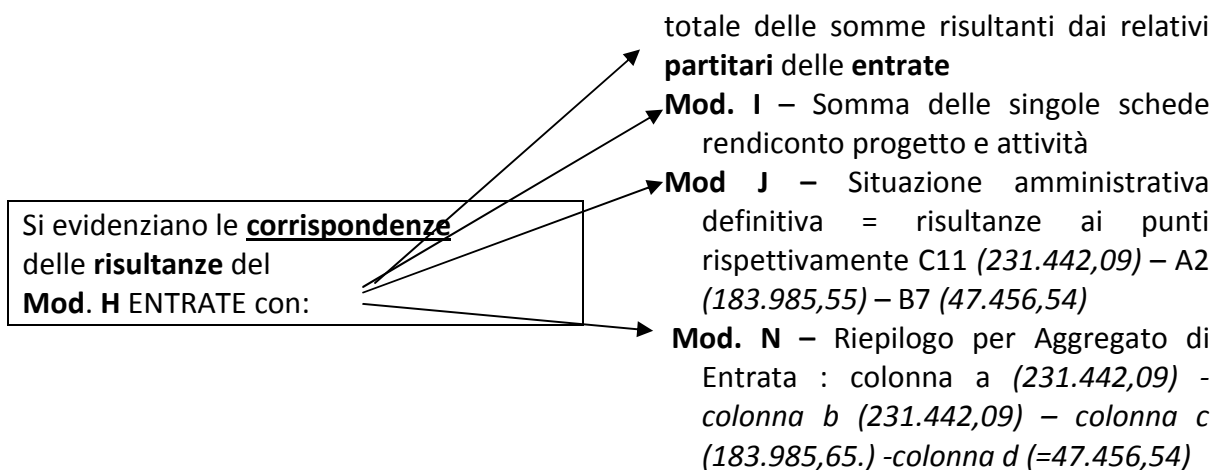 Si evidenziano le corrispondenze
delle risultanze del
Mod. H ENTRATE con:
totale delle somme risultanti dai relativi
partitari delle entrate
Mod. I – Somma delle singole schede
rendiconto progetto e attività
Mod J – Situazione amministrativa
definitiva = risultanze ai punti
rispettivamente C11 (231.442,09) – A2
(183.985,55) – B7 (47.456,54)
Mod. N – Riepilogo per Aggregato di
Entrata : colonna a (231.442,09) -
colonna b (231.442,09) – colonna c
(183.985,65.) -colonna d (=47.456,54)